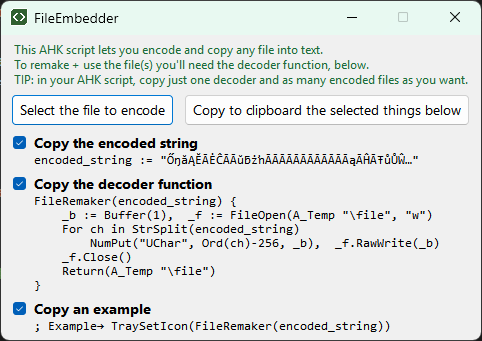 FileEmbedder
This AHK script lets you encode and copy any file into text.
To remake + use the file(s) you'll need the decoder function, below.
TIP: in your AHK script, copy just one decoder and as many encoded files as you want.
Select the file to encode
Copy to clipboard the selected things below
Copy the encoded string
encoded_string :=
Copy the decoder function
FileRemaker(encoded_string) {
_b := Buffer(1), _f := FileOpen(A_Temp "\file", "w")
For ch in StrSplit(encoded_string)
NumPut("UChar", Ord(ch)-256, _b), _f.RawWrite(_b)
_f.Close()
Return(A_Temp "\file")
}
Copy an example
; Example→ TraySetIcon(FileRemaker(encoded_string))